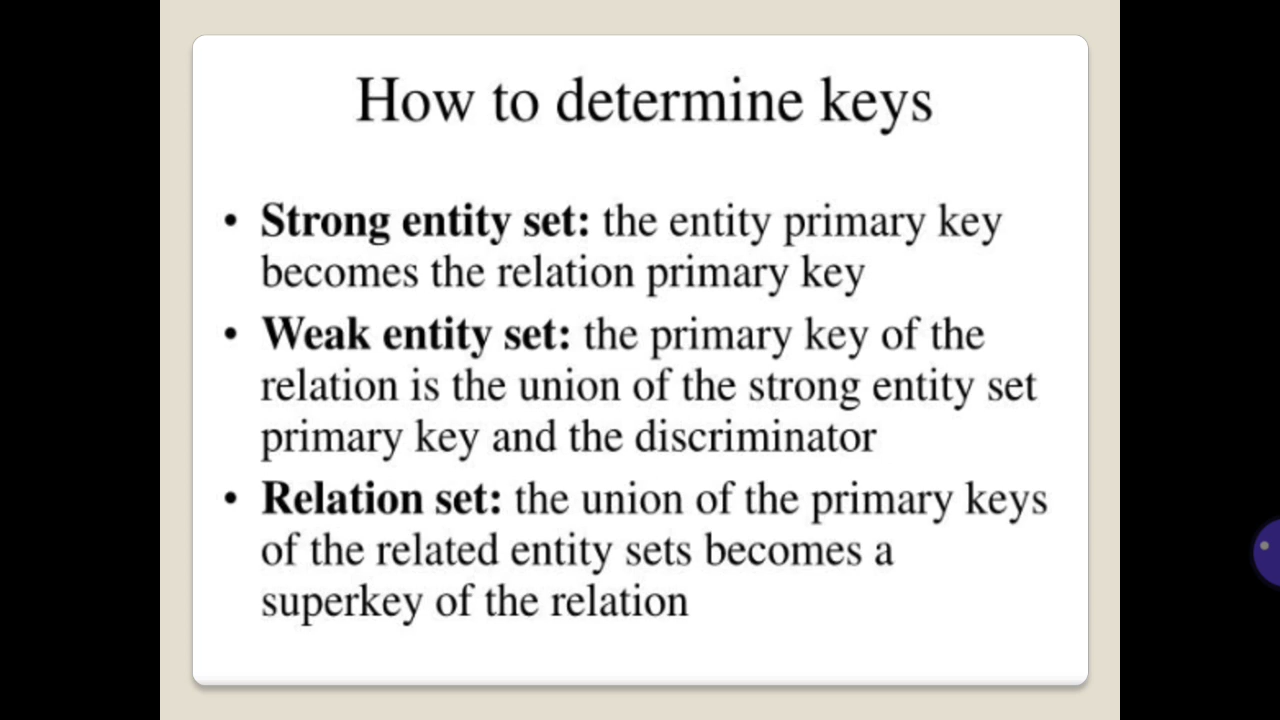 How to determine keys
• Strong entity set: the entity primary key
becomes the relation primary key
• Weak entity set: the primary key of the
relation is the union of the strong entity set
primary key and the discriminator
• Relation set: the union of the primary keys
of the related entity sets becomes a
superkey of the relation